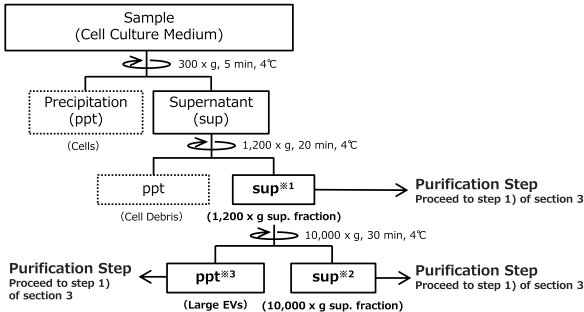 Sample
(Cell Culture Medium)
300 x g, 5 min, 4℃
Precipitation
(ppt)
Supernatant
(sup)
(Cells)
1,200 x g, 20 min, 4℃
ppt
sup※1
Purification Step
Proceed to step 1) of section 3
(Cell Debris)
(1,200 x g sup. fraction)
10,000 x g, 30 min, 4℃
Purification Step
Proceed to step 1)
of section 3
ppt※3
sup※2
Purification Step
Proceed to step 1) of section 3
(Large EVs)
(10,000 x g sup. fraction)